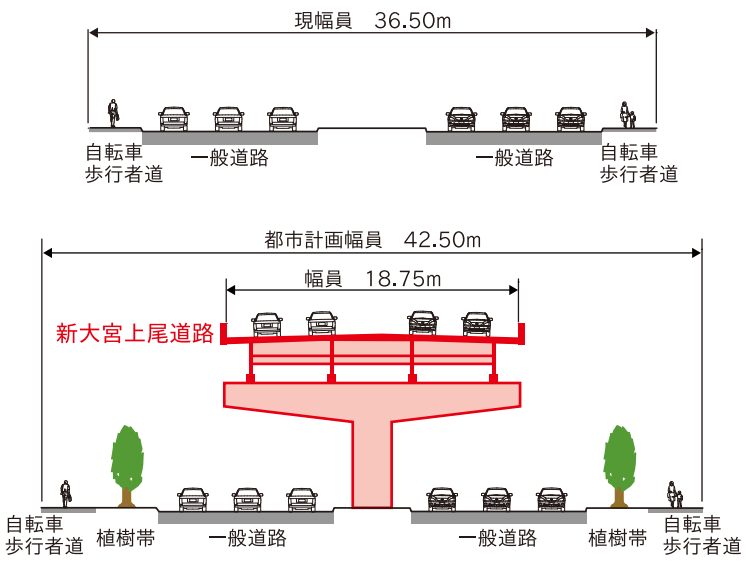 現幅員 36.50m
自転車
歩行者道
一般道路
一般道路
自転車
歩行者道
都市計画幅員 42.50m
幅員 18.75m
新大宮上尾道路
自転車
歩行者道
植樹帯
一般道路
一般道路
植樹帯
自転車
歩行者道